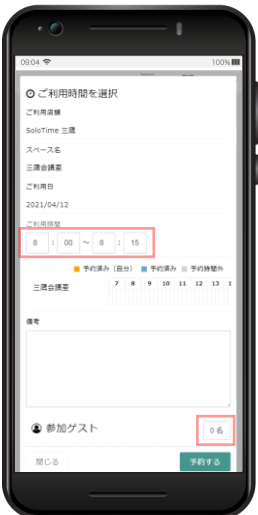 09:04 100%
ご利用時間を選択
ご利用店舗
SoloTime 三鷹
スペース名
三鷹会議室
ご利用日
2021/04/12
ご利用時間
8 : 00 ~ 8 : 15
予約済み（自分） 予約済み 予約時間外
三鷹会議室 7 8 9 10 11 12 13 1
備考
参加ゲスト 0 名
閉じる 予約する